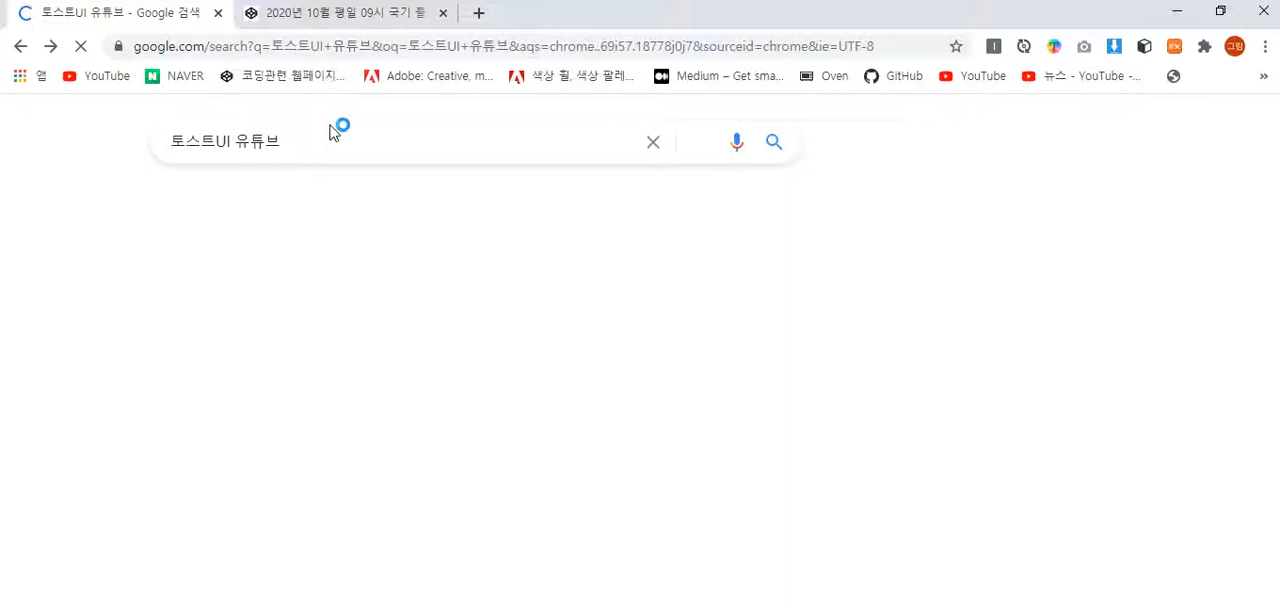 토스트UI 유튜브 - Google 검색
2020년 10월 평일 09시 국기 들
google.com/search?q=토스트UI+유튜브&oq=토스트UI+유튜브&aqs=chrome..69i57.18778j0j7&sourceid=chrome&ie=UTF-8
그림
앱 YouTube NAVER 코딩관련 웹페이지... Adobe: Creative, m... 색상 휠, 색상 팔레... Medium – Get sma... Oven GitHub YouTube 뉴스 - YouTube -... »
토스트UI 유튜브